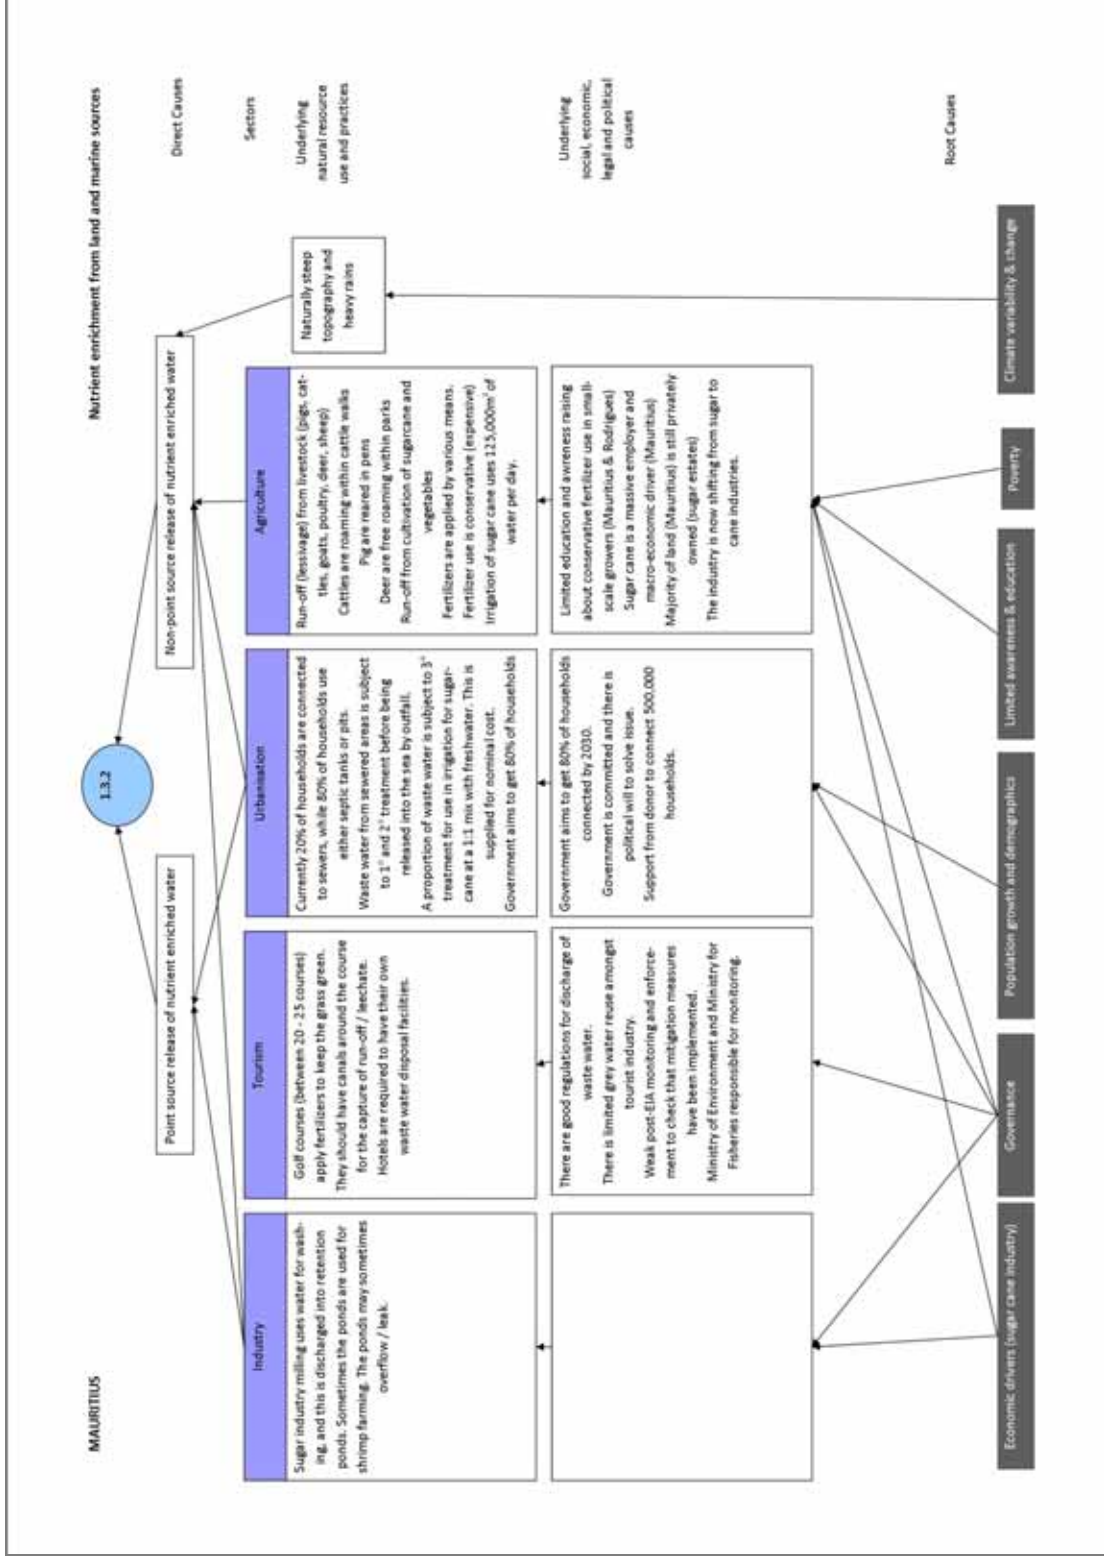 MAURITIUS
Nutrient enrichment from land and marine sources
1.3.2
Direct Causes
Point source release of nutrient enriched water
Non-point source release of nutrient enriched water
Sectors
Industry
Tourism
Urbanisation
Agriculture
Underlying
natural resource
use and practices
Sugar industry milling uses water for wash-
ing, and this is discharged into retention
ponds. Sometimes the ponds are used for
shrimp farming. The ponds may sometimes
overflow / leak.
Golf courses (between 20 - 25 courses)
apply fertilizers to keep the grass green.
They should have canals around the course
for the capture of run-off / leechate.
Hotels are required to have their own
waste water disposal facilities.
Currently 20% of households are connected
to sewers, while 80% of households use
either septic tanks or pits.
Waste water from sewered areas is subject
to 1° and 2° treatment before being
released into the sea by outfall.
A proportion of waste water is subject to 3°
treatment for use in irrigation for sugar-
cane at a 1:1 mix with freshwater. This is
supplied for nominal cost.
Government aims to get 80% of households
Run-off (lessivage) from livestock (pigs, cat-
tles, goats, poultry, deer, sheep)
Cattles are roaming within cattle walks
Pig are reared in pens
Deer are free roaming within parks
Run-off from cultivation of sugarcane and
vegetables
Fertilizers are applied by various means.
Fertilizer use is conservative (expensive)
Irrigation of sugar cane uses 125,000m³ of
water per day.
Naturally steep
topography and
heavy rains
Underlying
social, economic,
legal and political
causes
There are good regulations for discharge of
waste water.
There is limited grey water reuse amongst
tourist industry.
Weak post-EIA monitoring and enforce-
ment to check that mitigation measures
have been implemented.
Ministry of Environment and Ministry for
Fisheries responsible for monitoring.
Government aims to get 80% of households
connected by 2030.
Government is committed and there is
political will to solve issue.
Support from donor to connect 500,000
households.
Limited education and awreness raising
about conservative fertilizer use in small-
scale growers (Mauritius & Rodrigues)
Sugar cane is a massive employer and
macro-economic driver (Mauritius)
Majority of land (Mauritius) is still privately
owned (sugar estates)
The industry is now shifting from sugar to
cane industries.
Root Causes
Economic drivers (sugar cane industry)
Governance
Population growth and demographics
Limited awareness & education
Poverty
Climate variability & change